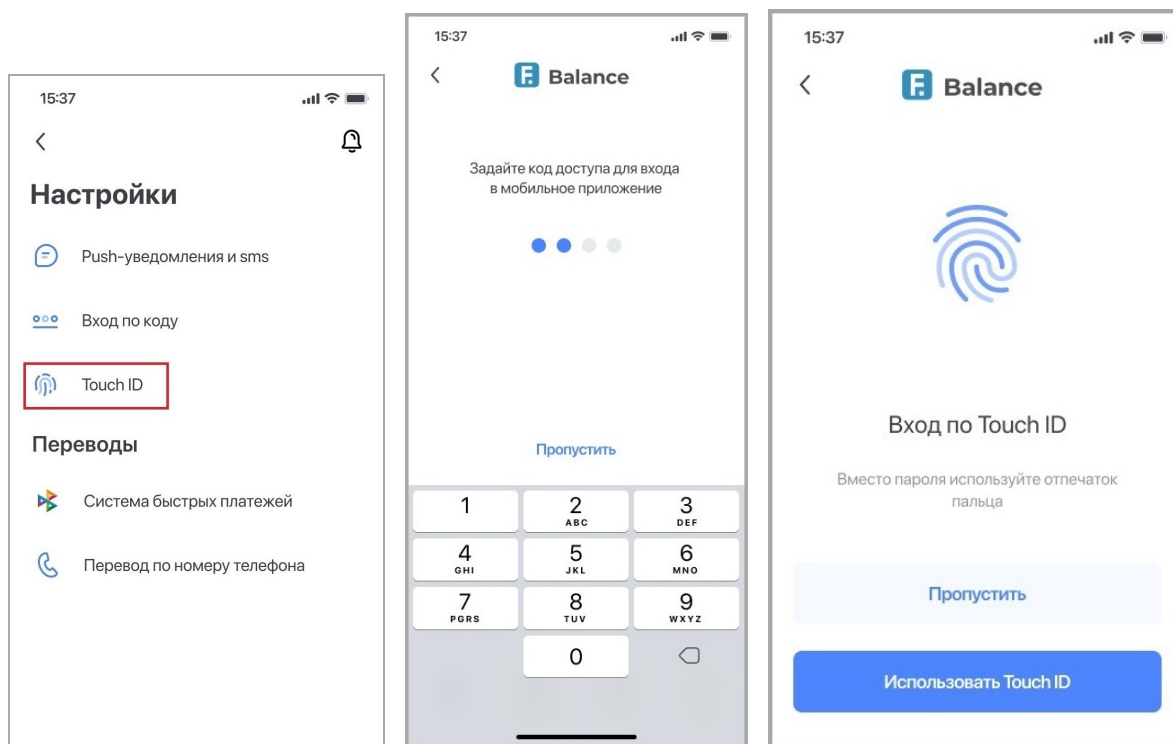 15:37
Настройки
Push-уведомления и sms
Вход по коду
Touch ID
Переводы
Система быстрых платежей
Перевод по номеру телефона
15:37
F. Balance
Задайте код доступа для входа
в мобильное приложение
Пропустить
1 2 3
ABC DEF
4 5 6
GHI JKL MNO
7 8 9
PGRS TUV WXYZ
0
15:37
F. Balance
Вход по Touch ID
Вместо пароля используйте отпечаток
пальца
Пропустить
Использовать Touch ID